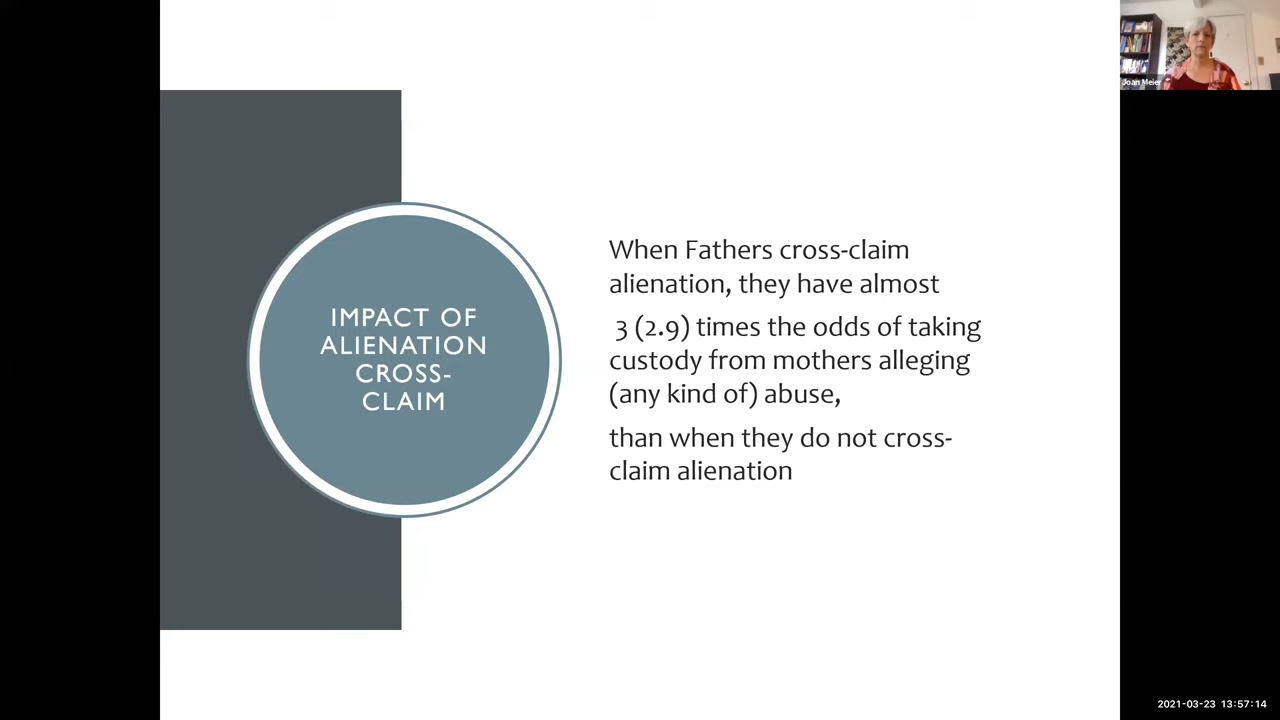 Joan Meier
IMPACT OF
ALIENATION
CROSS-
CLAIM
When Fathers cross-claim
alienation, they have almost
3 (2.9) times the odds of taking
custody from mothers alleging
(any kind of) abuse,
than when they do not cross-
claim alienation
2021-03-23 13:57:14